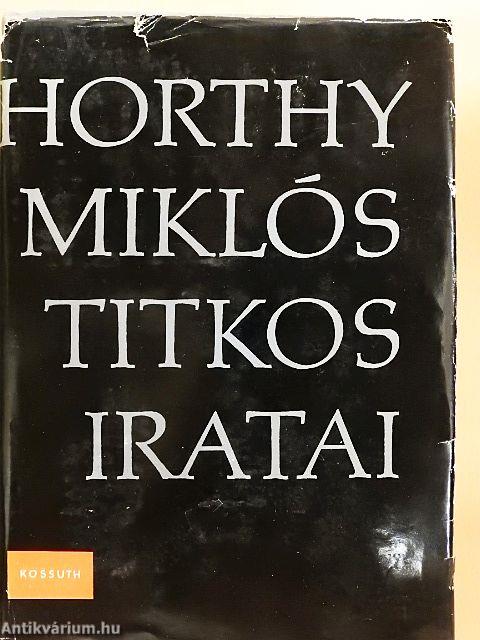 HORTHY
MIKLÓS
TITKOS
IRATAI
KOSSUTH
Antikvárium.hu